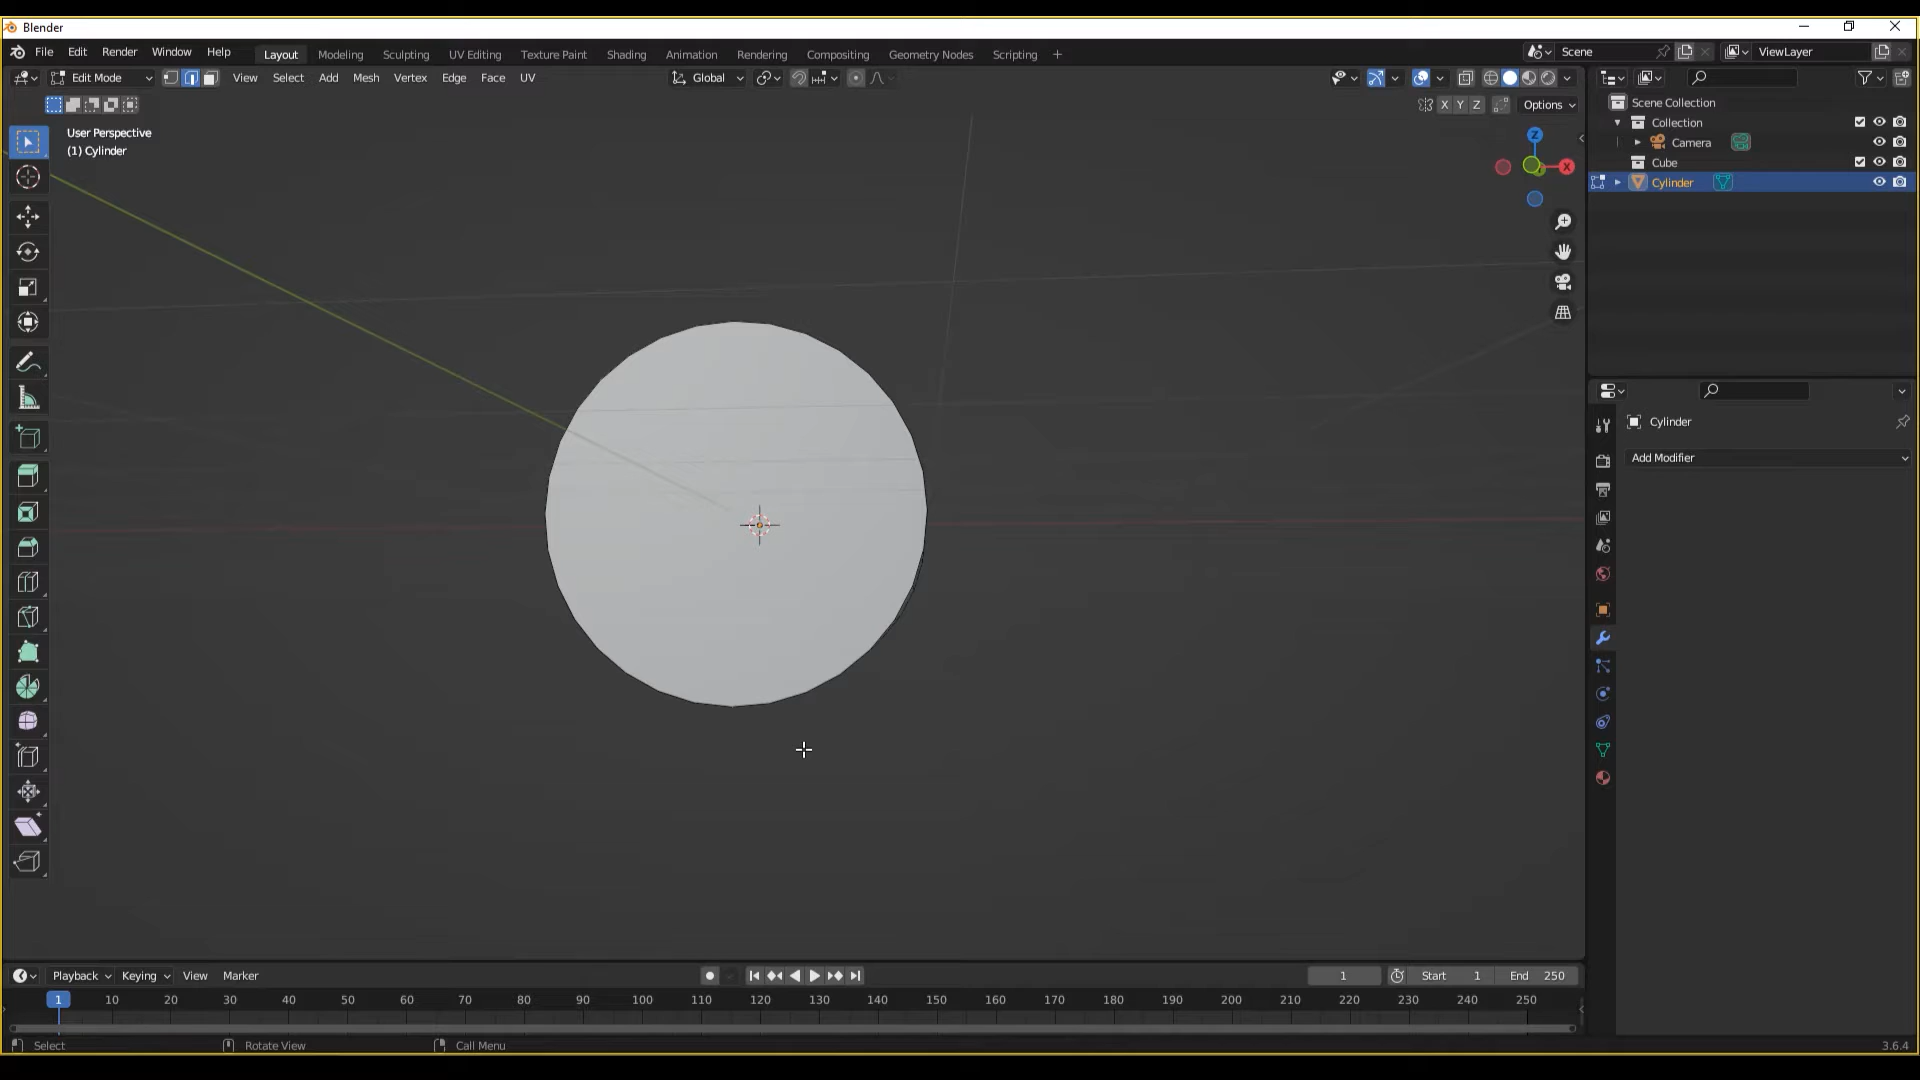 Blender
File Edit Render Window Help Layout Modeling Sculpting UV Editing Texture Paint Shading Animation Rendering Compositing Geometry Nodes Scripting + Scene ViewLayer
Edit Mode View Select Add Mesh Vertex Edge Face UV Global
X Y Z Options
User Perspective
(1) Cylinder
Z
X
Scene Collection
Collection
Camera
Cube
Cylinder
Cylinder
Add Modifier
Playback Keying View Marker 1 Start 1 End 250
1 10 20 30 40 50 60 70 80 90 100 110 120 130 140 150 160 170 180 190 200 210 220 230 240 250
Select Rotate View Call Menu 3.6.4